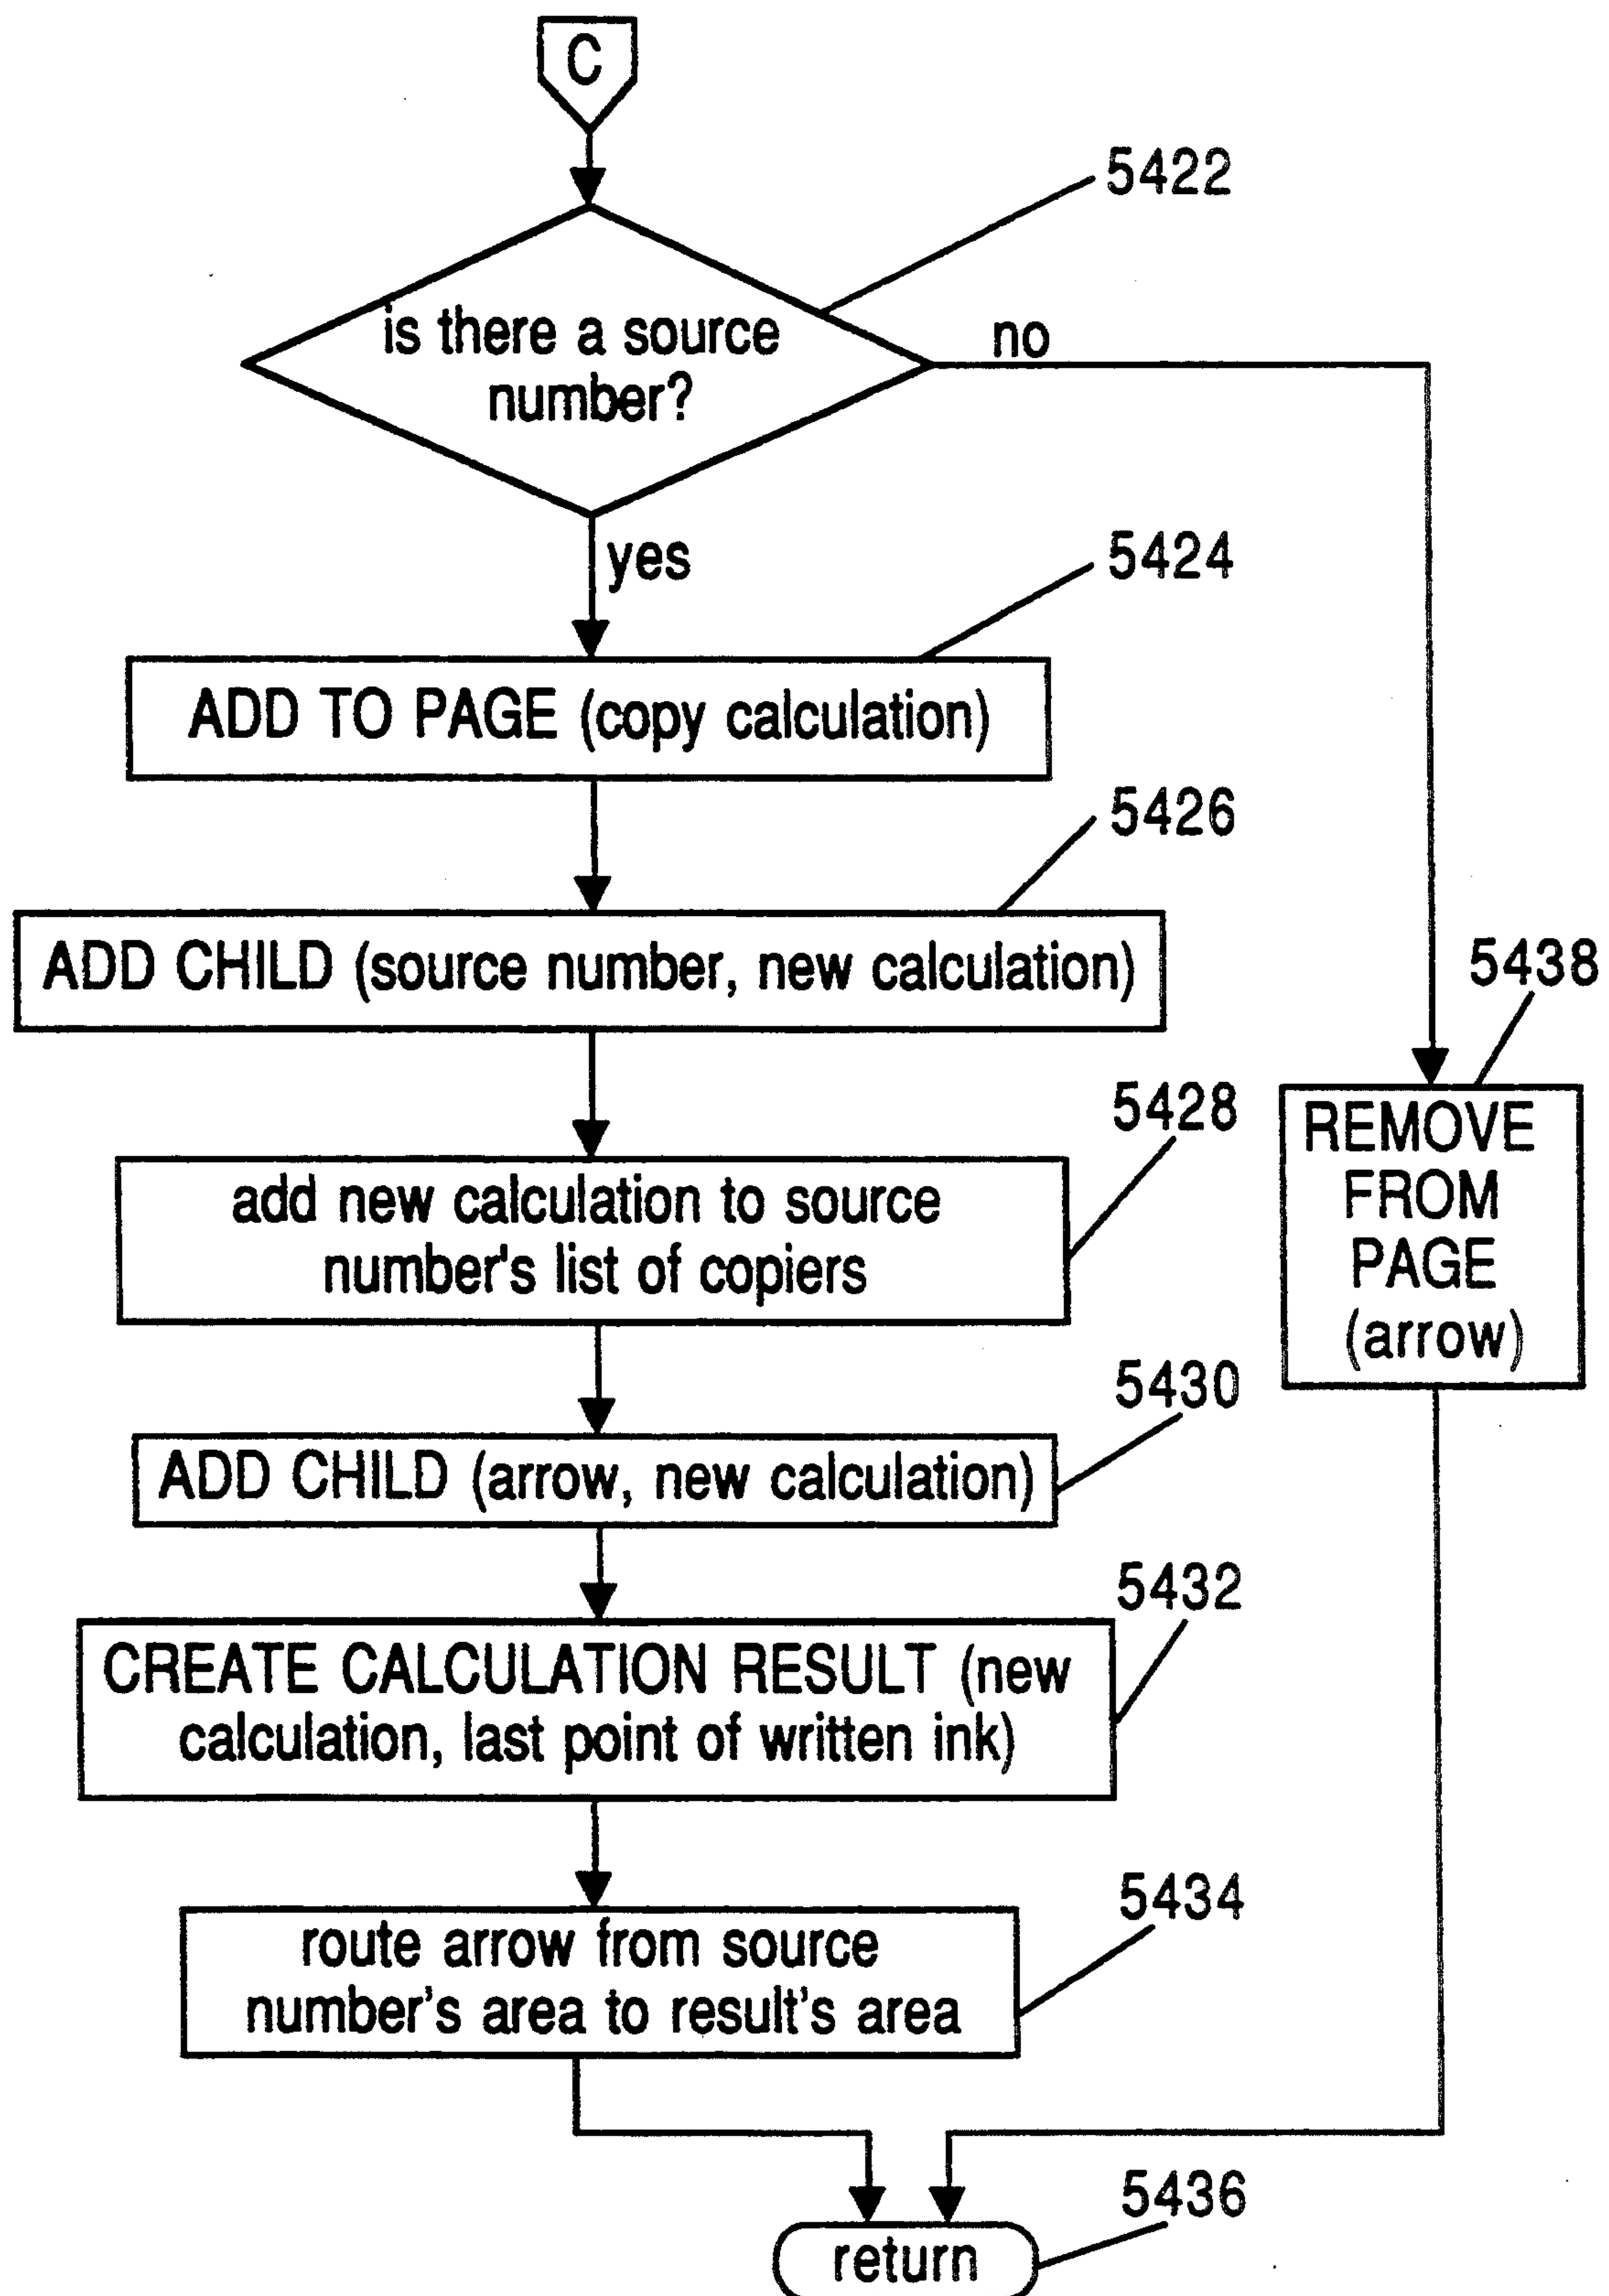 C
5422
is there a source
number?
no
yes
5424
ADD TO PAGE (copy calculation)
5426
ADD CHILD (source number, new calculation)
5438
REMOVE
FROM
PAGE
(arrow)
5428
add new calculation to source
number's list of copiers
5430
ADD CHILD (arrow, new calculation)
5432
CREATE CALCULATION RESULT (new
calculation, last point of written ink)
5434
route arrow from source
number's area to result's area
5436
return